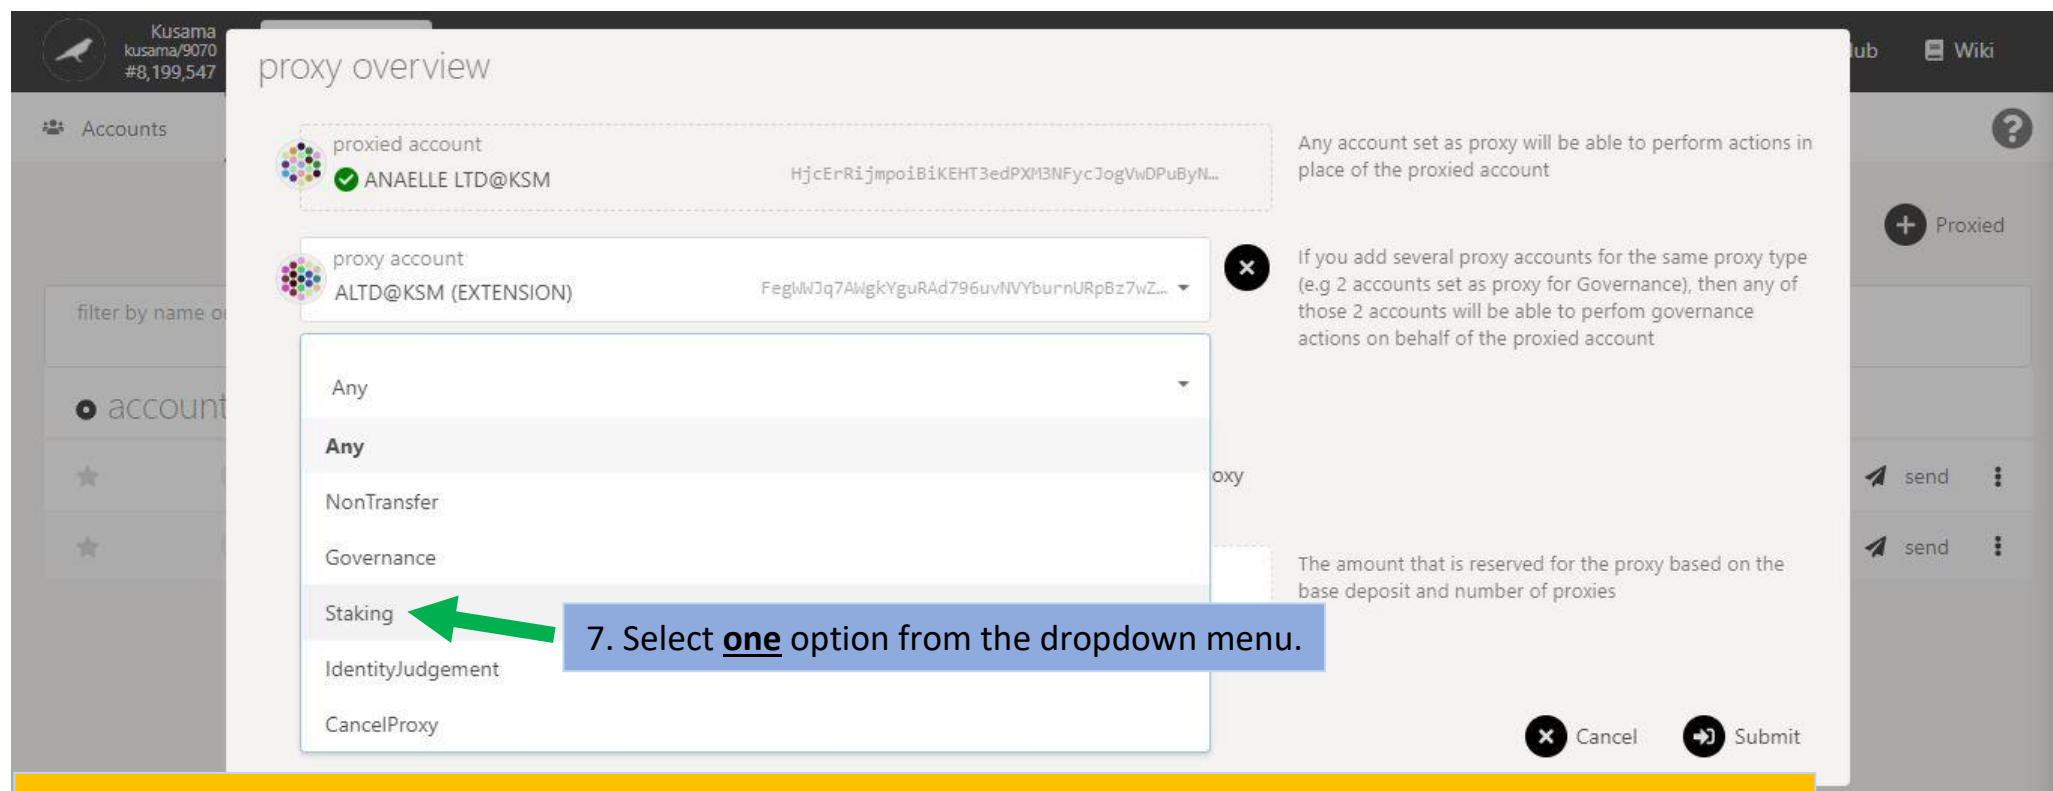 Kusama
kusama/9070
#8,199,547
Wiki
Accounts
proxy overview
proxied account
ANAELLE LTD@KSM
HjcErRijmpoiBiKEHT3edPXM3NFycJogVwDPuByN…
Any account set as proxy will be able to perform actions in
place of the proxied account
Proxied
proxy account
ALTD@KSM (EXTENSION)
FegWWJq7AWgkYguRAd796uvNVYburnURpBz7wZ…
If you add several proxy accounts for the same proxy type
(e.g 2 accounts set as proxy for Governance), then any of
those 2 accounts will be able to perfom governance
actions on behalf of the proxied account
filter by name o
account
Any
Any
NonTransfer
Governance
Staking
IdentityJudgement
CancelProxy
oxy
send
send
The amount that is reserved for the proxy based on the
base deposit and number of proxies
7. Select one option from the dropdown menu.
Cancel
Submit